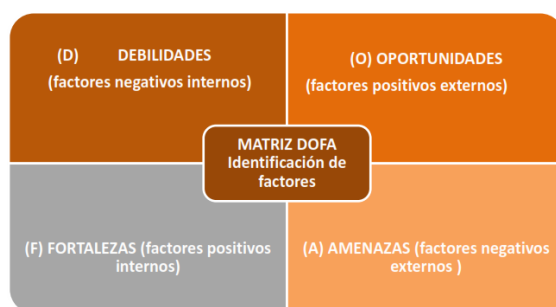 (D) DEBILIDADES
(factores negativos internos)
(O) OPORTUNIDADES
(factores positivos externos)
MATRIZ DOFA
Identificación de
factores
(F) FORTALEZAS (factores positivos
internos)
(A) AMENAZAS (factores negativos
externos )